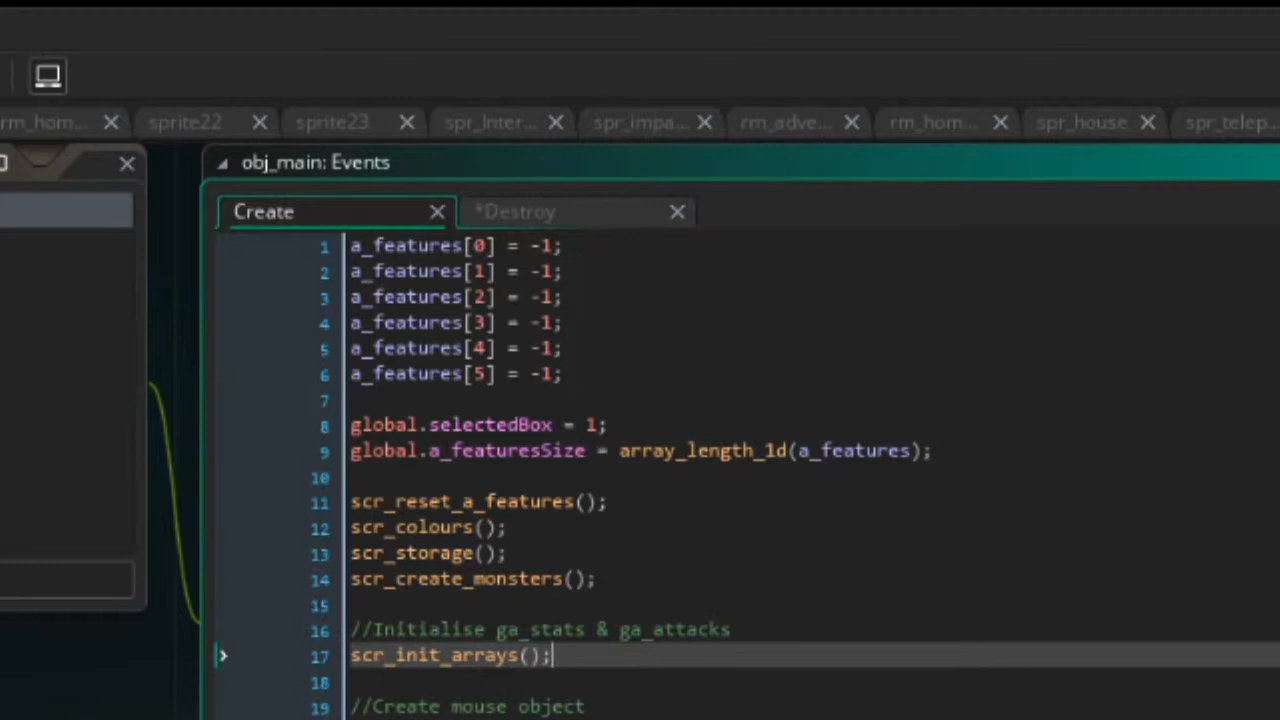 rm_hom... sprite22 sprite23 spr_Inter... spr_impa... rm_adve... rm_hom... spr_house spr_telep...
obj_main: Events
Create *Destroy
1 a_features[0] = -1;
2 a_features[1] = -1;
3 a_features[2] = -1;
4 a_features[3] = -1;
5 a_features[4] = -1;
6 a_features[5] = -1;
7
8 global.selectedBox = 1;
9 global.a_featuresSize = array_length_1d(a_features);
10
11 scr_reset_a_features();
12 scr_colours();
13 scr_storage();
14 scr_create_monsters();
15
16 //Initialise ga_stats & ga_attacks
17 scr_init_arrays();
18
19 //Create mouse object